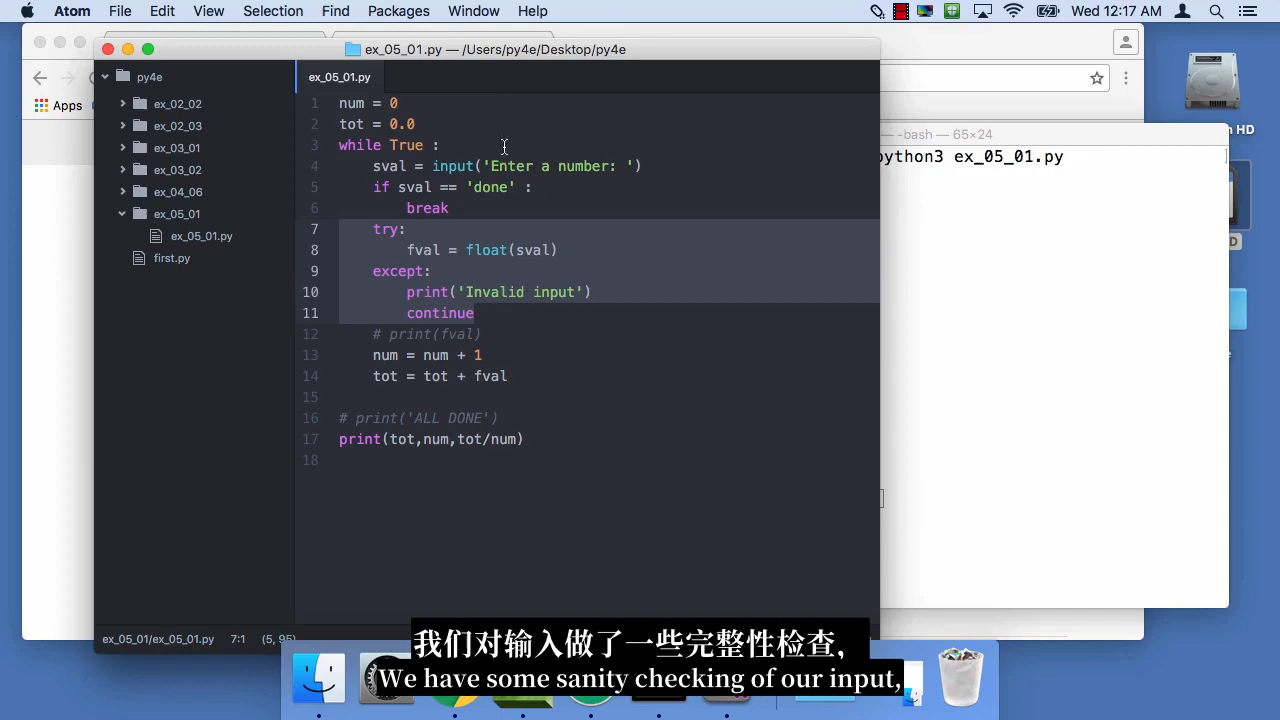 Atom File Edit View Selection Find Packages Window Help
Wed 12:17 AM
ex_05_01.py — /Users/py4e/Desktop/py4e
Apps
py4e
ex_02_02
ex_02_03
ex_03_01
ex_03_02
ex_04_06
ex_05_01
ex_05_01.py
first.py
ex_05_01.py
1 num = 0
2 tot = 0.0
3 while True :
4 sval = input('Enter a number: ')
5 if sval == 'done' :
6 break
7 try:
8 fval = float(sval)
9 except:
10 print('Invalid input')
11 continue
12 # print(fval)
13 num = num + 1
14 tot = tot + fval
15
16 # print('ALL DONE')
17 print(tot,num,tot/num)
18
— -bash — 65×24
python3 ex_05_01.py
HD
D
ex_05_01/ex_05_01.py 7:1 (5, 95)
我们对输入做了一些完整性检查,
We have some sanity checking of our input,